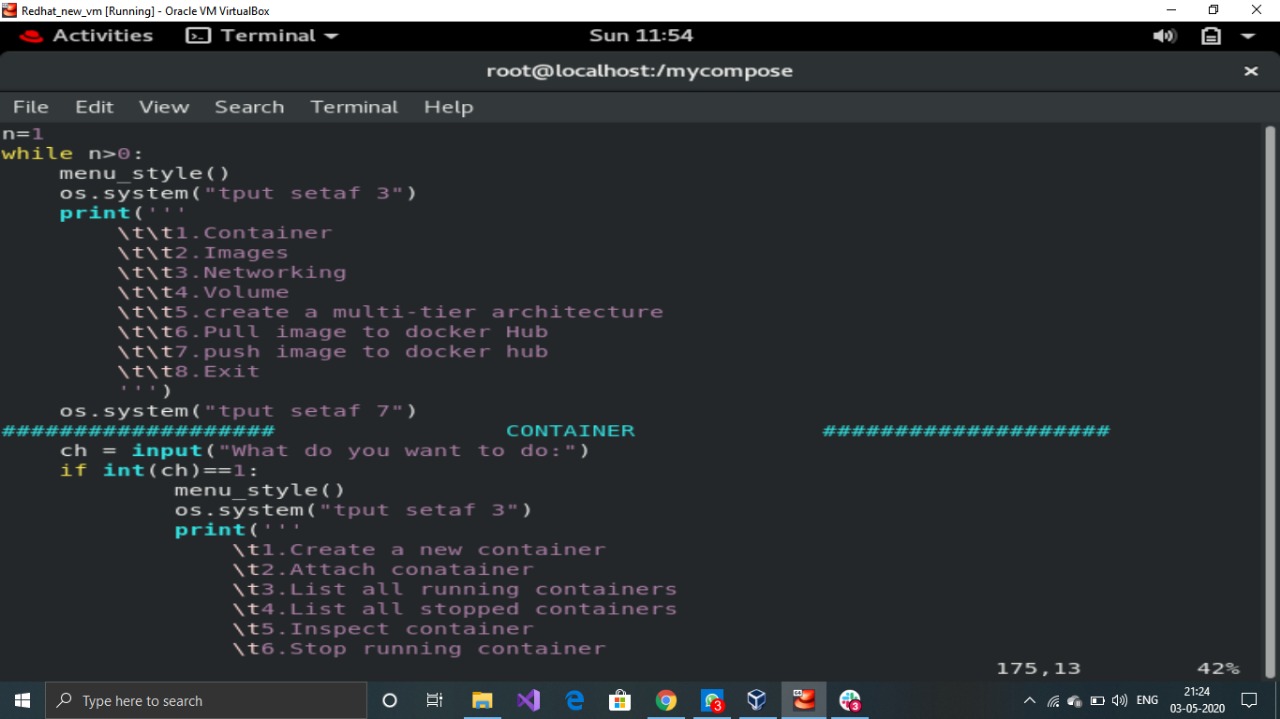 Redhat_new_vm [Running] - Oracle VM VirtualBox
Activities Terminal Sun 11:54
root@localhost:/mycompose
File Edit View Search Terminal Help
n=1
while n>0:
    menu_style()
    os.system("tput setaf 3")
    print('''
        \t\t1.Container
        \t\t2.Images
        \t\t3.Networking
        \t\t4.Volume
        \t\t5.create a multi-tier architecture
        \t\t6.Pull image to docker Hub
        \t\t7.push image to docker hub
        \t\t8.Exit
        ''')
    os.system("tput setaf 7")
################### CONTAINER ####################
    ch = input("What do you want to do:")
    if int(ch)==1:
            menu_style()
            os.system("tput setaf 3")
            print('''
                \t1.Create a new container
                \t2.Attach conatainer
                \t3.List all running containers
                \t4.List all stopped containers
                \t5.Inspect container
                \t6.Stop running container
175,13 42%
Type here to search 3 3 ENG 21:24
03-05-2020